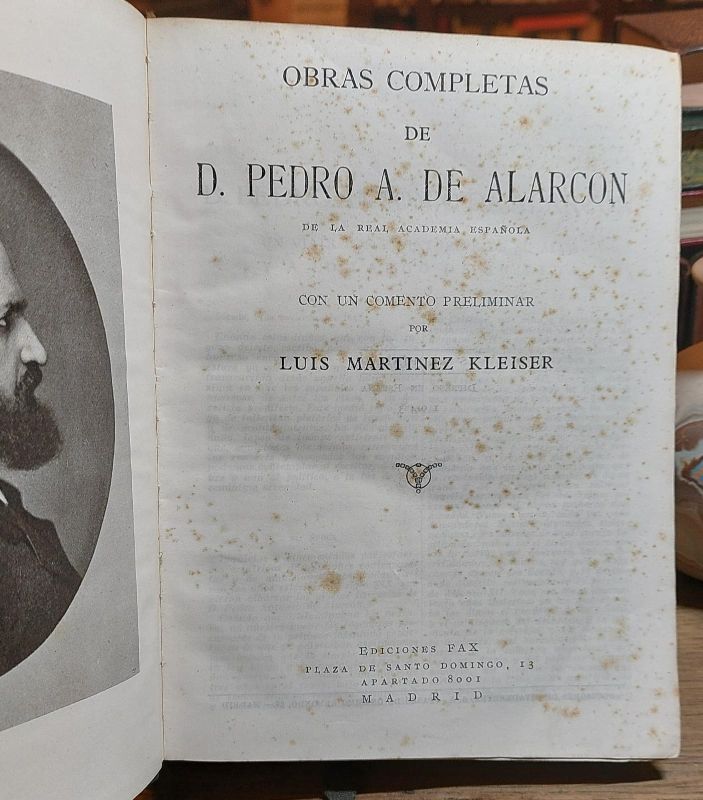 OBRAS COMPLETAS
DE
D. PEDRO A. DE ALARCON
DE LA REAL ACADEMIA ESPAÑOLA
CON UN COMENTO PRELIMINAR
POR
LUIS MARTINEZ KLEISER
EDICIONES FAX
PLAZA DE SANTO DOMINGO, 13
APARTADO 8001
MADRID